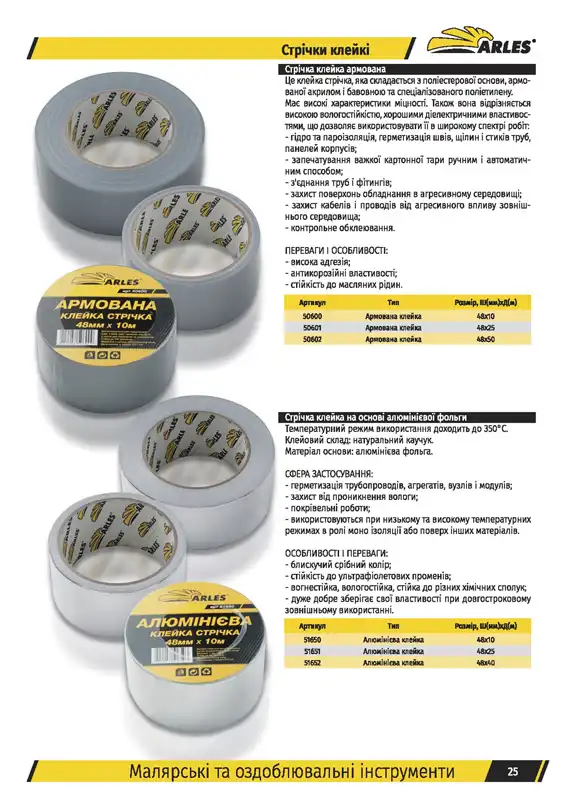 Стрічки клейкі
ARLES
Стрічка клейка армована
Це клейка стрічка, яка складається з поліестерової основи, армо-
ваної акрилом і бавовною та спеціалізованого поліетилену.
Має високі характеристики міцності. Також вона відрізняється
високою вологостійкістю, хорошими діелектричними властивос-
тями, що дозволяє використовувати її в широкому спектрі робіт:
- гідро та пароізоляція, герметизація швів, щілин і стиків труб,
панелей корпусів;
- запечатування важкої картонної тари ручним і автоматич-
ним способом;
- з'єднання труб і фітингів;
- захист поверхонь обладнання в агресивному середовищі;
- захист кабелів і проводів від агресивного впливу зовніш-
нього середовища;
- контрольне обклеювання.
ПЕРЕВАГИ І ОСОБЛИВОСТІ:
- висока адгезія;
- антикорозійні властивості;
- стійкість до масляних рідин.
Артикул Тип Розмір, Ш(мм)хД(м)
50600 Армована клейка 48х10
50601 Армована клейка 48х25
50602 Армована клейка 48х50
ARLES
АРМОВАНА
КЛЕЙКА СТРІЧКА
48мм х 10м
Стрічка клейка на основі алюмінієвої фольги
Температурний режим використання доходить до 350°С.
Клейовий склад: натуральний каучук.
Матеріал основи: алюмінієва фольга.
СФЕРА ЗАСТОСУВАННЯ:
- герметизація трубопроводів, агрегатів, вузлів і модулів;
- захист від проникнення вологи;
- покрівельні роботи;
- використовуються при низькому та високому температурних
режимах в ролі моно ізоляції або поверх інших матеріалів.
ОСОБЛИВОСТІ І ПЕРЕВАГИ:
- блискучий срібний колір;
- стійкість до ультрафіолетових променів;
- вогнестійка, вологостійка, стійка до різних хімічних сполук;
- дуже добре зберігає свої властивості при довгостроковому
зовнішньому використанні.
Артикул Тип Розмір, Ш(мм)хД(м)
51650 Алюмінієва клейка 48х10
51651 Алюмінієва клейка 48х25
51652 Алюмінієва клейка 48х40
ARLES
АЛЮМІНІЄВА
КЛЕЙКА СТРІЧКА
48мм х 10м
Малярські та оздоблювальні інструменти
25